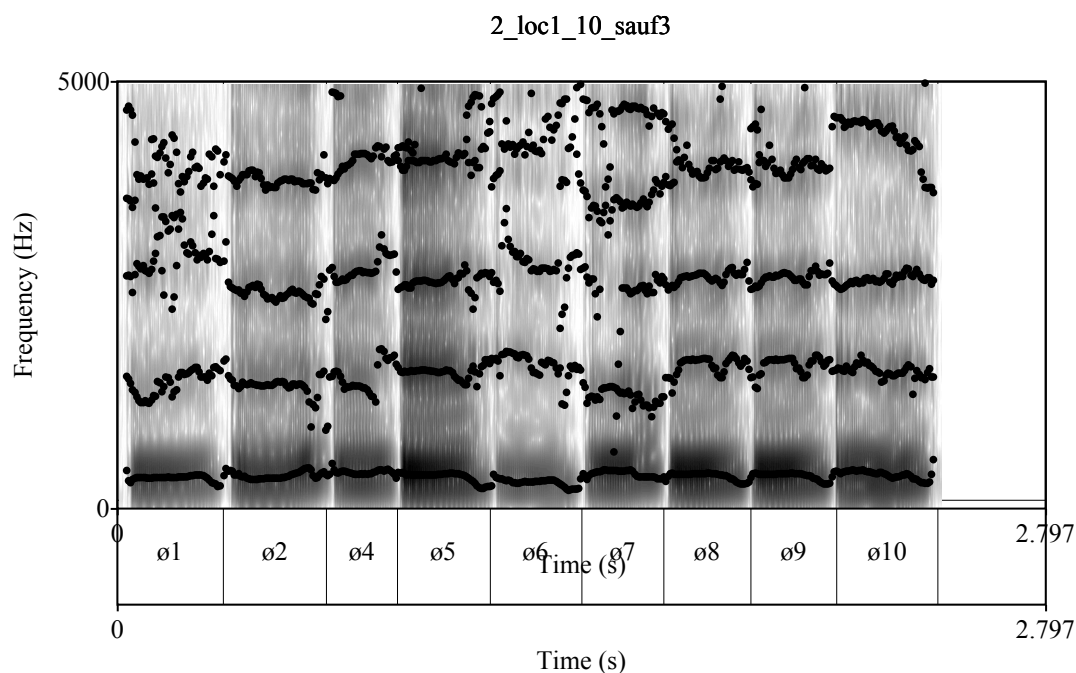 2_loc1_10_sauf3
5000
Frequency (Hz)
0
0 2.797
ø1 ø2 ø4 ø5 ø6 ø7 ø8 ø9 ø10
Time (s)
0 2.797
Time (s)